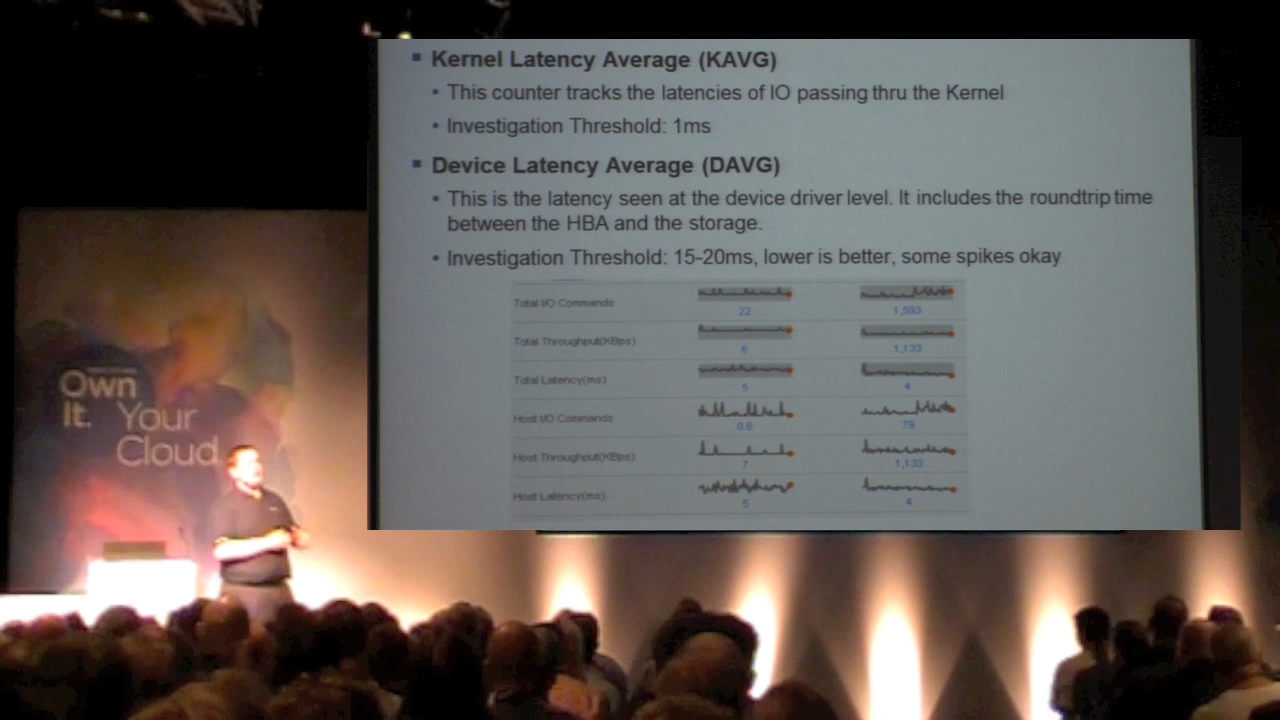 Kernel Latency Average (KAVG)
This counter tracks the latencies of IO passing thru the Kernel
Investigation Threshold: 1ms
Device Latency Average (DAVG)
This is the latency seen at the device driver level. It includes the roundtrip time
between the HBA and the storage.
Investigation Threshold: 15-20ms, lower is better, some spikes okay
Total I/O Commands
22 1,593
Total Throughput(KBps)
6 1,133
Total Latency(ms)
5 4
Host I/O Commands
0.6 79
Host Throughput(KBps)
7 1,133
Host Latency(ms)
5 4
Own
It. Your
Cloud.